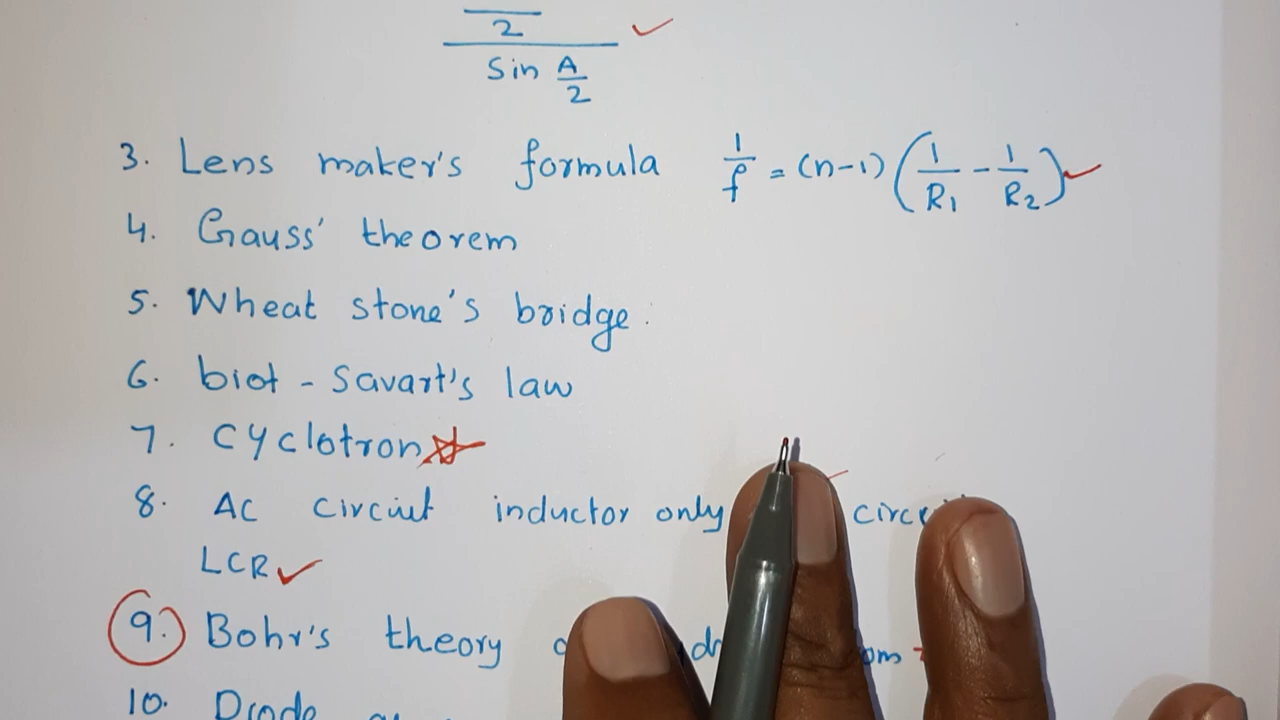 2
Sin A/2
3. Lens maker's formula 1/f = (n-1) (1/R1 - 1/R2)
4. Gauss' theorem
5. Wheat stone's bridge.
6. biot - Savart's law
7. Cyclotron
8. AC circuit inductor only
LCR
9. Bohr's theory
10. Diode